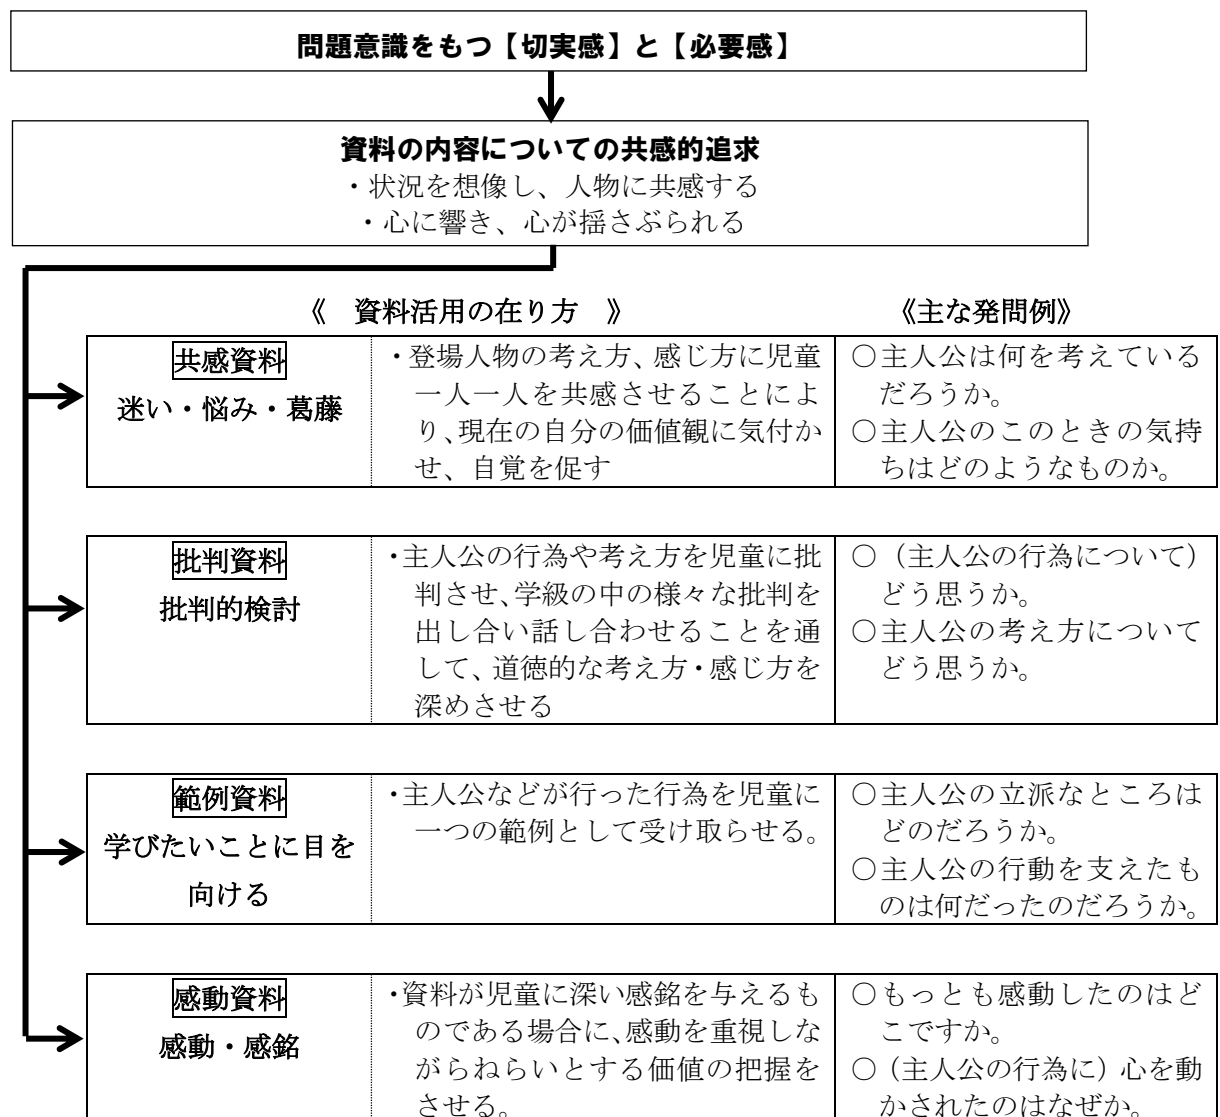 問題意識をもつ【切実感】と【必要感】
資料の内容についての共感的追求
・状況を想像し、人物に共感する
・心に響き、心が揺さぶられる
《 資料活用の在り方 》
《主な発問例》
共感資料
迷い・悩み・葛藤
・登場人物の考え方、感じ方に児童
一人一人を共感させることによ
り、現在の自分の価値観に気付か
せ、自覚を促す
○主人公は何を考えている
だろうか。
○主人公のこのときの気持
ちはどのようなものか。
批判資料
批判的検討
・主人公の行為や考え方を児童に批
判させ、学級の中の様々な批判を
出し合い話し合わせることを通
して、道徳的な考え方・感じ方を
深めさせる
○（主人公の行為について）
どう思うか。
○主人公の考え方について
どう思うか。
範例資料
学びたいことに目を
向ける
・主人公などが行った行為を児童に
一つの範例として受け取らせる。
○主人公の立派なところは
どのだろうか。
○主人公の行動を支えたも
のは何だったのだろうか。
感動資料
感動・感銘
・資料が児童に深い感銘を与えるも
のである場合に、感動を重視しな
がらねらいとする価値の把握を
させる。
○もっとも感動したのはど
こですか。
○（主人公の行為に）心を動
かされたのはなぜか。